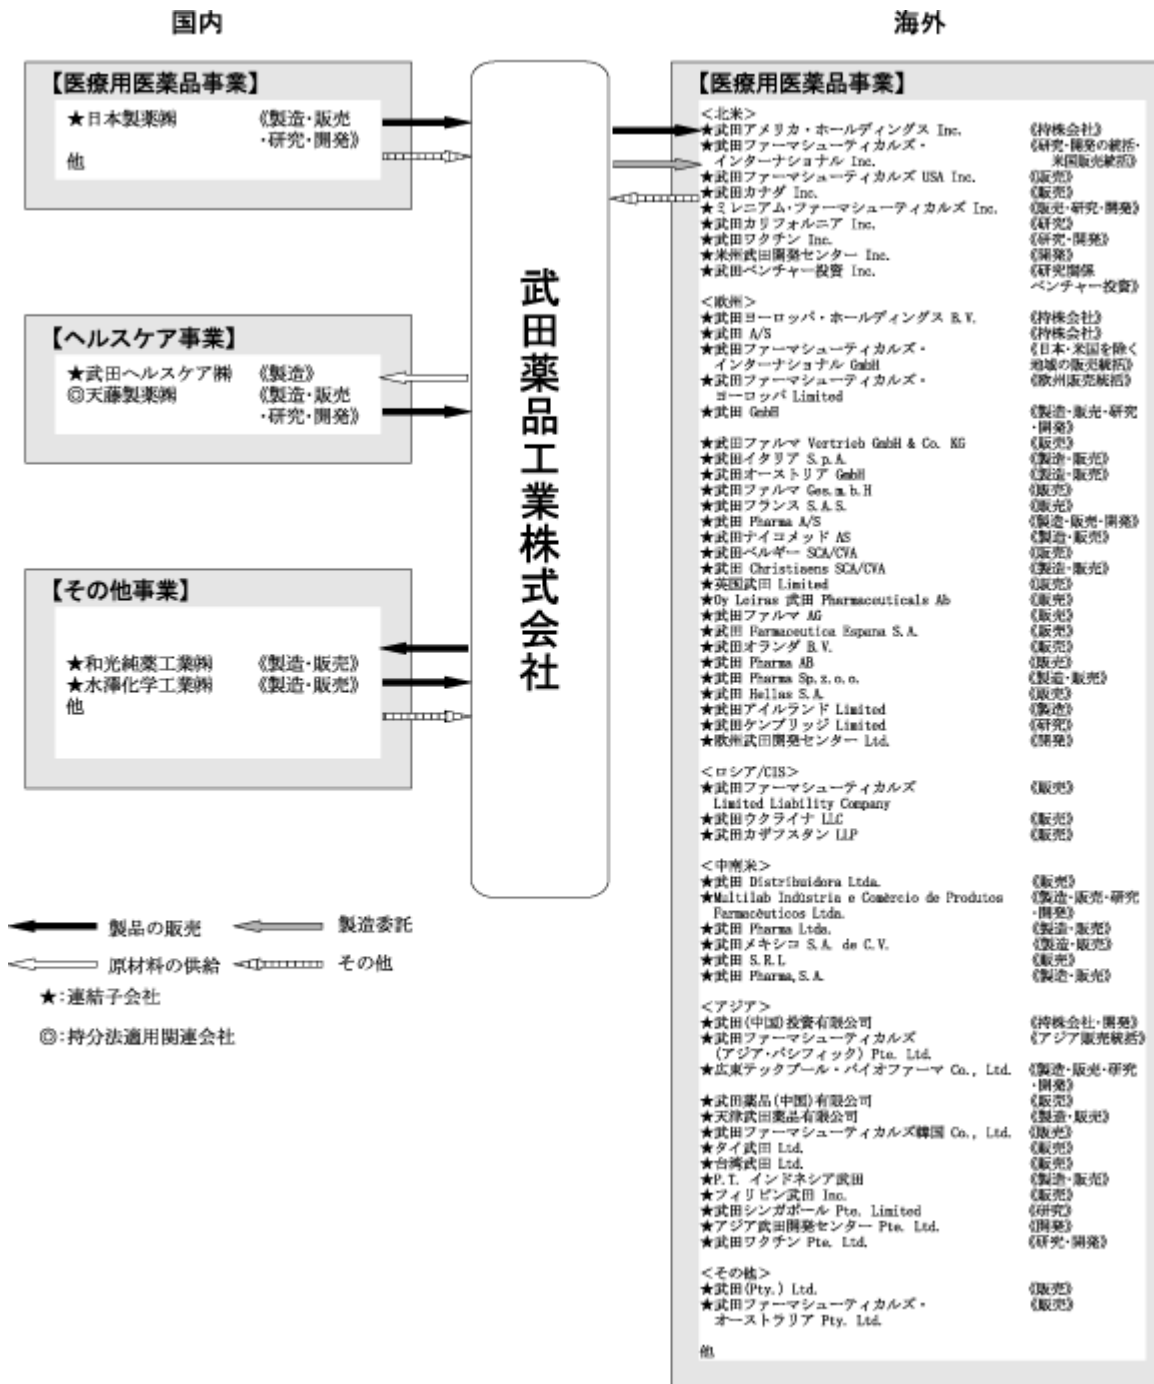 国内
海外
【医療用医薬品事業】
★日本製薬㈱ 《製造・販売
・研究・開発》
他
【ヘルスケア事業】
★武田ヘルスケア㈱ 《製造》
◎天藤製薬㈱ 《製造・販売
・研究・開発》
【その他事業】
★和光純薬工業㈱ 《製造・販売》
★水澤化学工業㈱ 《製造・販売》
他
武田薬品工業株式会社
【医療用医薬品事業】
＜北米＞
★武田アメリカ・ホールディングス Inc. 《持株会社》
★武田ファーマシューティカルズ・ 《研究・開発の統括・
インターナショナル Inc. 米国販売統括》
★武田ファーマシューティカルズ USA Inc. 《販売》
★武田カナダ Inc. 《販売》
★ミレニアム・ファーマシューティカルズ Inc. 《販売・研究・開発》
★武田カリフォルニア Inc. 《研究》
★武田ワクチン Inc. 《研究・開発》
★米州武田開発センター Inc. 《開発》
★武田ベンチャー投資 Inc. 《研究関係
ベンチャー投資》
＜欧州＞
★武田ヨーロッパ・ホールディングス B.V. 《持株会社》
★武田 A/S 《持株会社》
★武田ファーマシューティカルズ・ 《日本・米国を除く
インターナショナル GmbH 地域の販売統括》
★武田ファーマシューティカルズ・ 《欧州販売統括》
ヨーロッパ Limited
★武田 GmbH 《製造・販売・研究
・開発》
★武田ファルマ Vertrieb GmbH & Co. KG 《販売》
★武田イタリア S.p.A. 《製造・販売》
★武田オーストリア GmbH 《製造・販売》
★武田ファルマ Ges.m.b.H 《販売》
★武田フランス S.A.S. 《販売》
★武田 Pharma A/S 《製造・販売・開発》
★武田ナイコメッド AS 《製造・販売》
★武田ベルギー SCA/CVA 《販売》
★武田 Christiaens SCA/CVA 《製造・販売》
★英国武田 Limited 《販売》
★Oy Leiras 武田 Pharmaceuticals Ab 《販売》
★武田ファルマ AG 《販売》
★武田 Farmaceutica Espana S.A. 《販売》
★武田オランダ B.V. 《販売》
★武田 Pharma AB 《販売》
★武田 Pharma Sp.z.o.o. 《製造・販売》
★武田 Hellas S.A. 《販売》
★武田アイルランド Limited 《製造》
★武田ケンブリッジ Limited 《研究》
★欧州武田開発センター Ltd. 《開発》
＜ロシア/CIS＞
★武田ファーマシューティカルズ 《販売》
Limited Liability Company
★武田ウクライナ LLC 《販売》
★武田カザフスタン LLP 《販売》
＜中南米＞
★武田 Distribuidora Ltda. 《販売》
★Multilab Indústria e Comércio de Produtos 《製造・販売・研究
Farmacêuticos Ltda. ・開発》
★武田 Pharma Ltda. 《製造・販売》
★武田メキシコ S.A. de C.V. 《製造・販売》
★武田 S.R.L 《販売》
★武田 Pharma,S.A. 《製造・販売》
＜アジア＞
★武田(中国)投資有限公司 《持株会社・開発》
★武田ファーマシューティカルズ 《アジア販売統括》
(アジア・パシフィック) Pte. Ltd.
★広東テックプール・バイオファーマ Co., Ltd. 《製造・販売・研究
・開発》
★武田薬品(中国)有限公司 《販売》
★天津武田薬品有限公司 《製造・販売》
★武田ファーマシューティカルズ韓国 Co., Ltd. 《販売》
★タイ武田 Ltd. 《販売》
★台湾武田 Ltd. 《販売》
★P.T. インドネシア武田 《製造・販売》
★フィリピン武田 Inc. 《販売》
★武田シンガポール Pte. Limited 《研究》
★アジア武田開発センター Pte. Ltd. 《開発》
★武田ワクチン Pte. Ltd. 《研究・開発》
＜その他＞
★武田(Pty.) Ltd. 《販売》
★武田ファーマシューティカルズ・ 《販売》
オーストラリア Pty. Ltd.
他
製品の販売 製造委託
原材料の供給 その他
★:連結子会社
◎:持分法適用関連会社